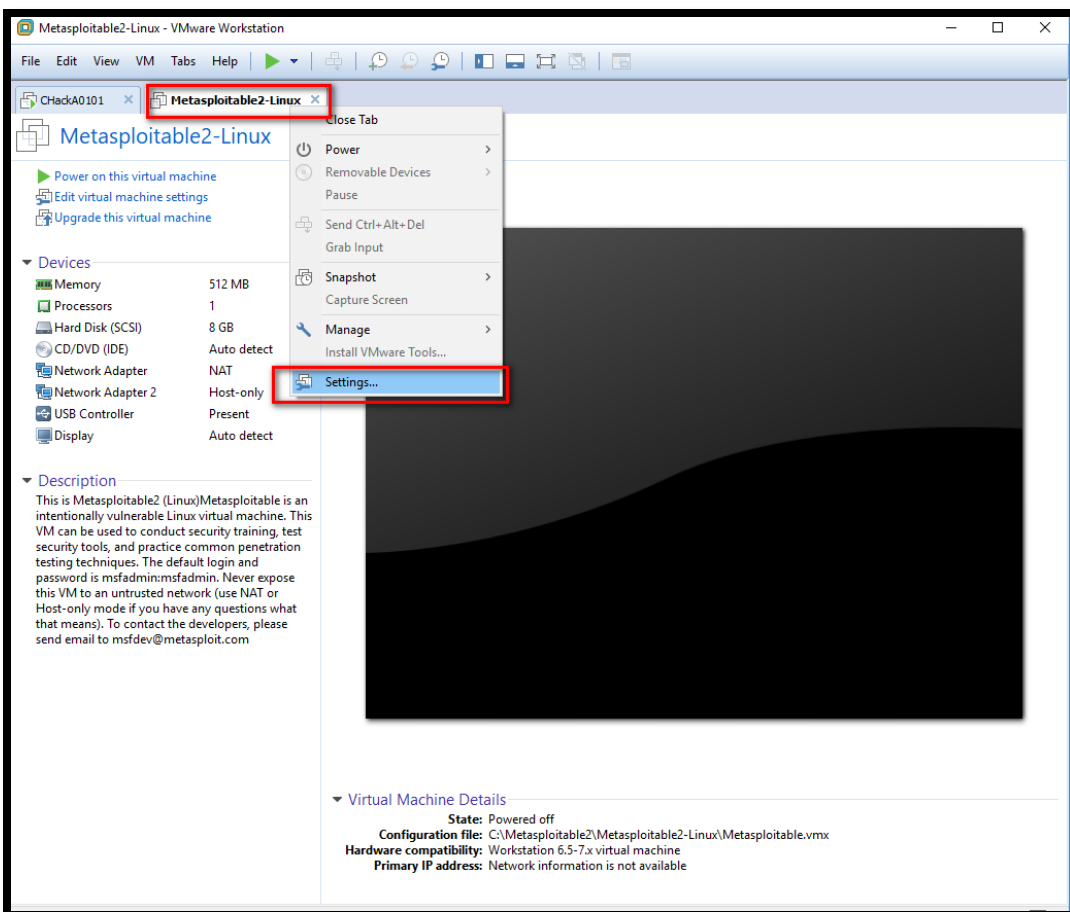 Metasploitable2-Linux - VMware Workstation
File Edit View VM Tabs Help
CHackA0101
Metasploitable2-Linux
Metasploitable2-Linux
Power on this virtual machine
Edit virtual machine settings
Upgrade this virtual machine
Devices
Memory 512 MB
Processors 1
Hard Disk (SCSI) 8 GB
CD/DVD (IDE) Auto detect
Network Adapter NAT
Network Adapter 2 Host-only
USB Controller Present
Display Auto detect
Description
This is Metasploitable2 (Linux)Metasploitable is an
intentionally vulnerable Linux virtual machine. This
VM can be used to conduct security training, test
security tools, and practice common penetration
testing techniques. The default login and
password is msfadmin:msfadmin. Never expose
this VM to an untrusted network (use NAT or
Host-only mode if you have any questions what
that means). To contact the developers, please
send email to msfdev@metasploit.com
Close Tab
Power
Removable Devices
Pause
Send Ctrl+Alt+Del
Grab Input
Snapshot
Capture Screen
Manage
Install VMware Tools...
Settings...
Virtual Machine Details
State: Powered off
Configuration file: C:\Metasploitable2\Metasploitable2-Linux\Metasploitable.vmx
Hardware compatibility: Workstation 6.5-7.x virtual machine
Primary IP address: Network information is not available